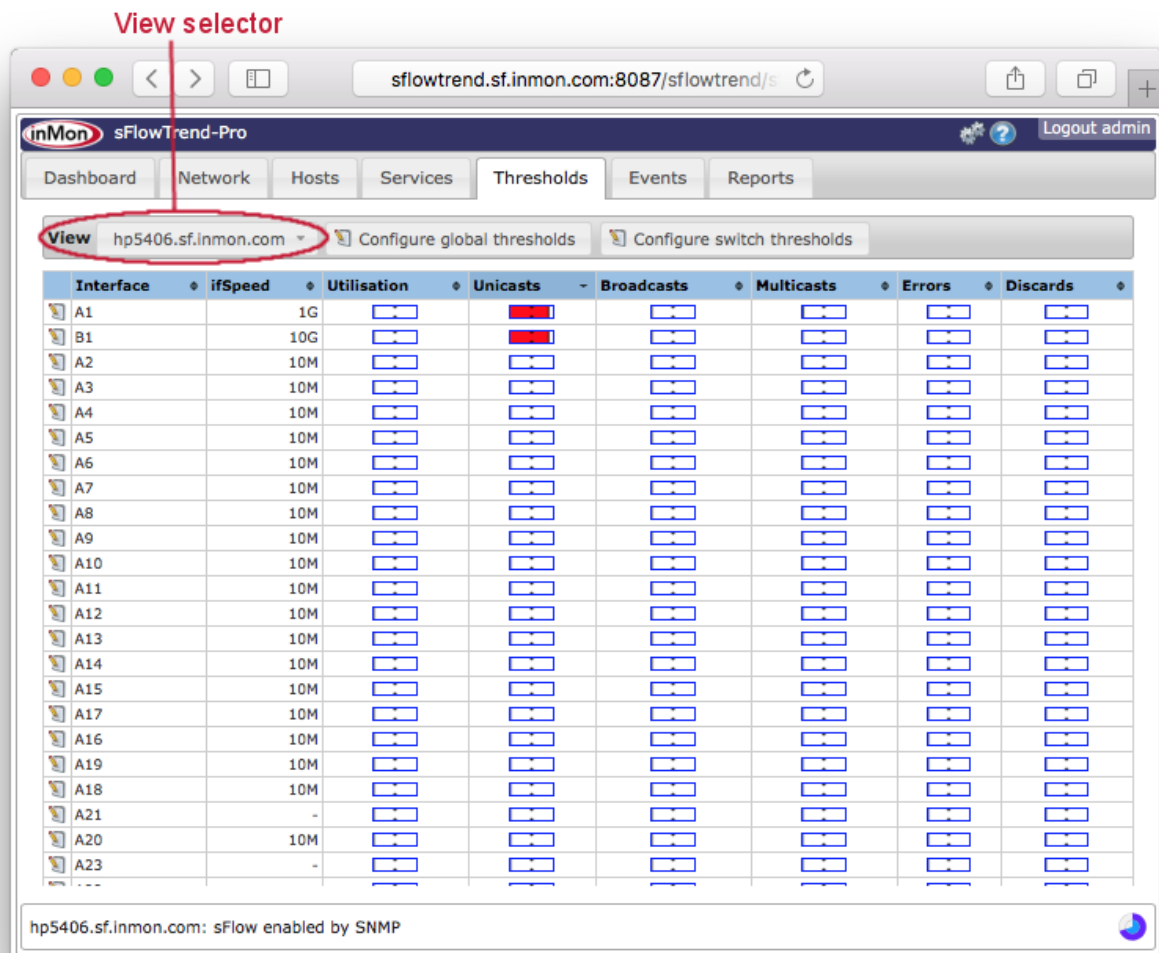 View selector
sflowtrend.sf.inmon.com:8087/sflowtrend/s
inMon sFlowTrend-Pro Logout admin
Dashboard Network Hosts Services Thresholds Events Reports
View hp5406.sf.inmon.com Configure global thresholds Configure switch thresholds
Interface ifSpeed Utilisation Unicasts Broadcasts Multicasts Errors Discards
A1 1G
B1 10G
A2 10M
A3 10M
A4 10M
A5 10M
A6 10M
A7 10M
A8 10M
A9 10M
A10 10M
A11 10M
A12 10M
A13 10M
A14 10M
A15 10M
A17 10M
A16 10M
A19 10M
A18 10M
A21 -
A20 10M
A23 -
hp5406.sf.inmon.com: sFlow enabled by SNMP